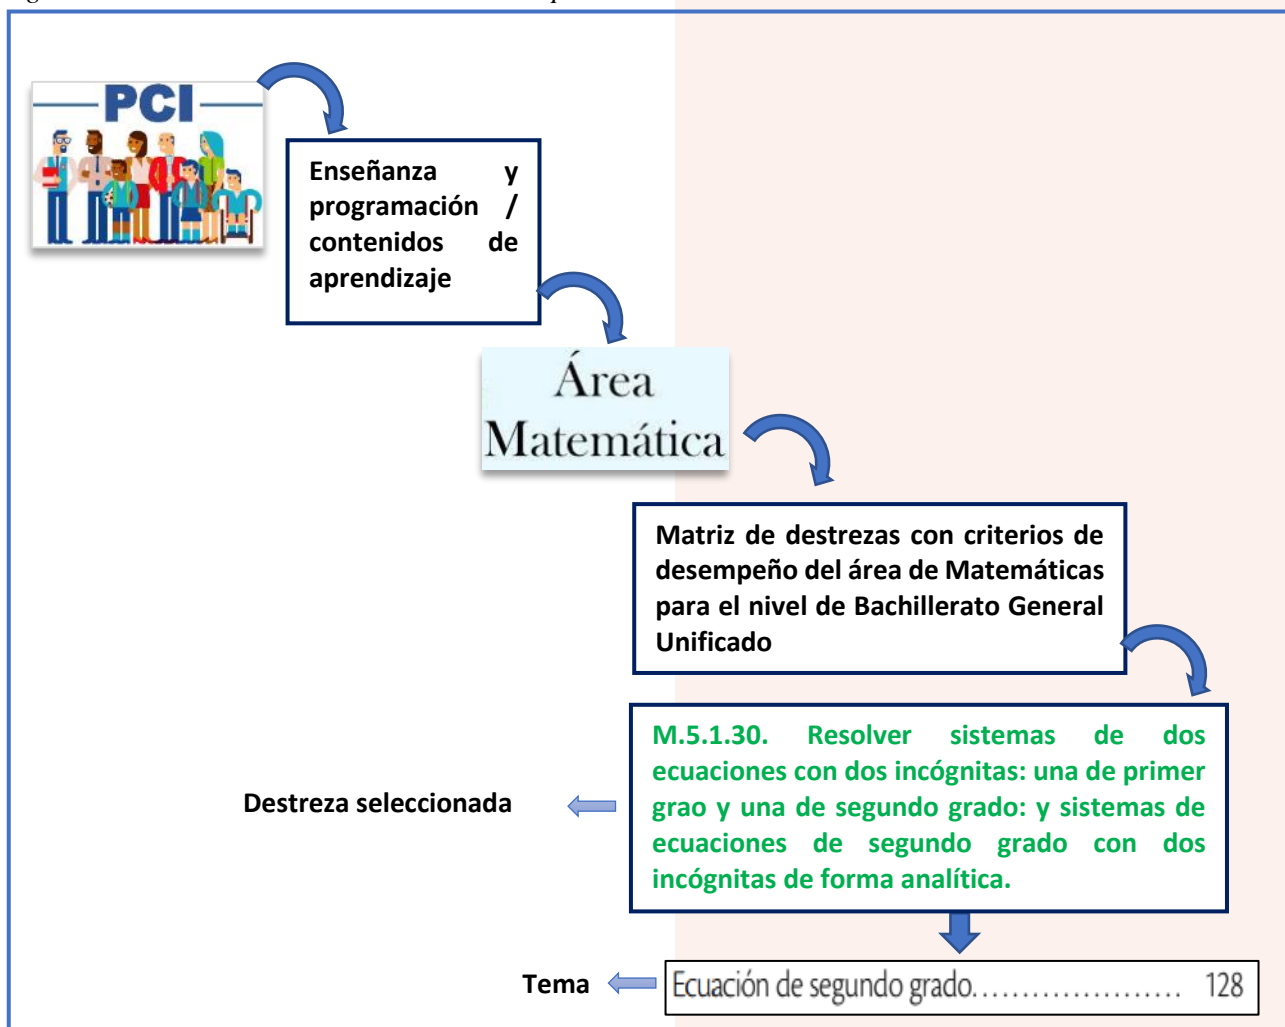 PCI
Enseñanza y
programación /
contenidos de
aprendizaje
Área
Matemática
Matriz de destrezas con criterios de
desempeño del área de Matemáticas
para el nivel de Bachillerato General
Unificado
M.5.1.30. Resolver sistemas de dos
ecuaciones con dos incógnitas: una de primer
grao y una de segundo grado: y sistemas de
ecuaciones de segundo grado con dos
incógnitas de forma analítica.
Destreza seleccionada
Tema
Ecuación de segundo grado...................... 128